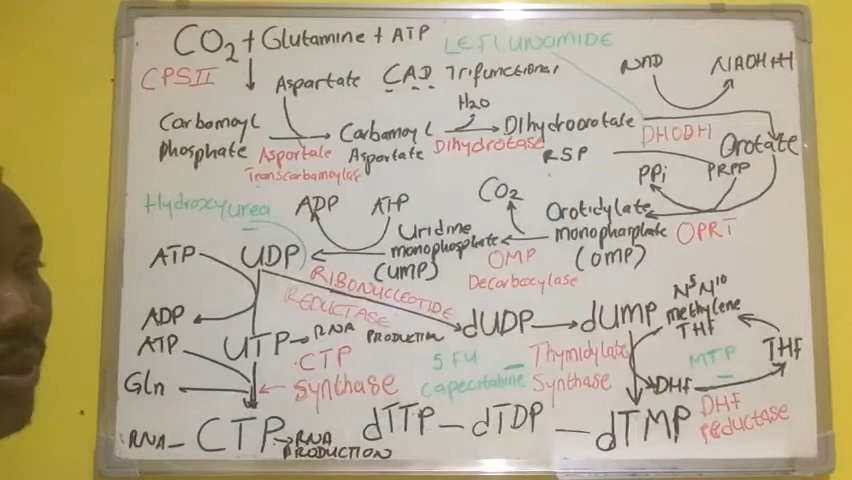 CO2 + Glutamine + ATP
LEFLUNOMIDE
CPSII
Aspartate
CAD Trifunctional
NAD
NADH+H
H2O
Carbamoyl
Phosphate
Carbamoyl
Aspartate
Dihydroorotate
Aspartate
Transcarbamoylase
Dihydrotase
DHODH
Orotate
RSP
PRPP
PPi
Hydroxyurea
ADP
ATP
CO2
Uridine
monophosphate
(UMP)
Orotidylate
monophosphate
(OMP)
OPRT
OMP
Decarboxylase
ATP
UDP
RIBONUCLEOTIDE
REDUCTASE
N5N10
methylene
THF
ADP
ATP
UTP
RNA PRODUCTION
dUDP
dUMP
THF
MTP
CTP
Synthase
5FU
capecitabine
Thymidylate
Synthase
Gln
DHF
DHF
reductase
RNA - CTP
RNA
PRODUCTION
dTTP - dTDP - dTMP